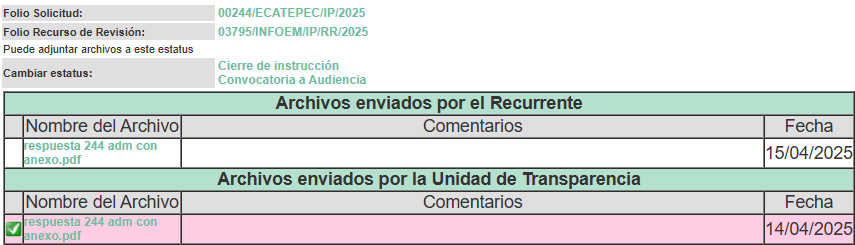 Folio Solicitud: 00244/ECATEPEC/IP/2025
Folio Recurso de Revisión: 03795/INFOEM/IP/RR/2025
Puede adjuntar archivos a este estatus
Cambiar estatus: Cierre de instrucción
Convocatoria a Audiencia
Archivos enviados por el Recurrente
Nombre del Archivo Comentarios Fecha
respuesta 244 adm con
anexo.pdf 15/04/2025
Archivos enviados por la Unidad de Transparencia
Nombre del Archivo Comentarios Fecha
respuesta 244 adm con
anexo.pdf 14/04/2025